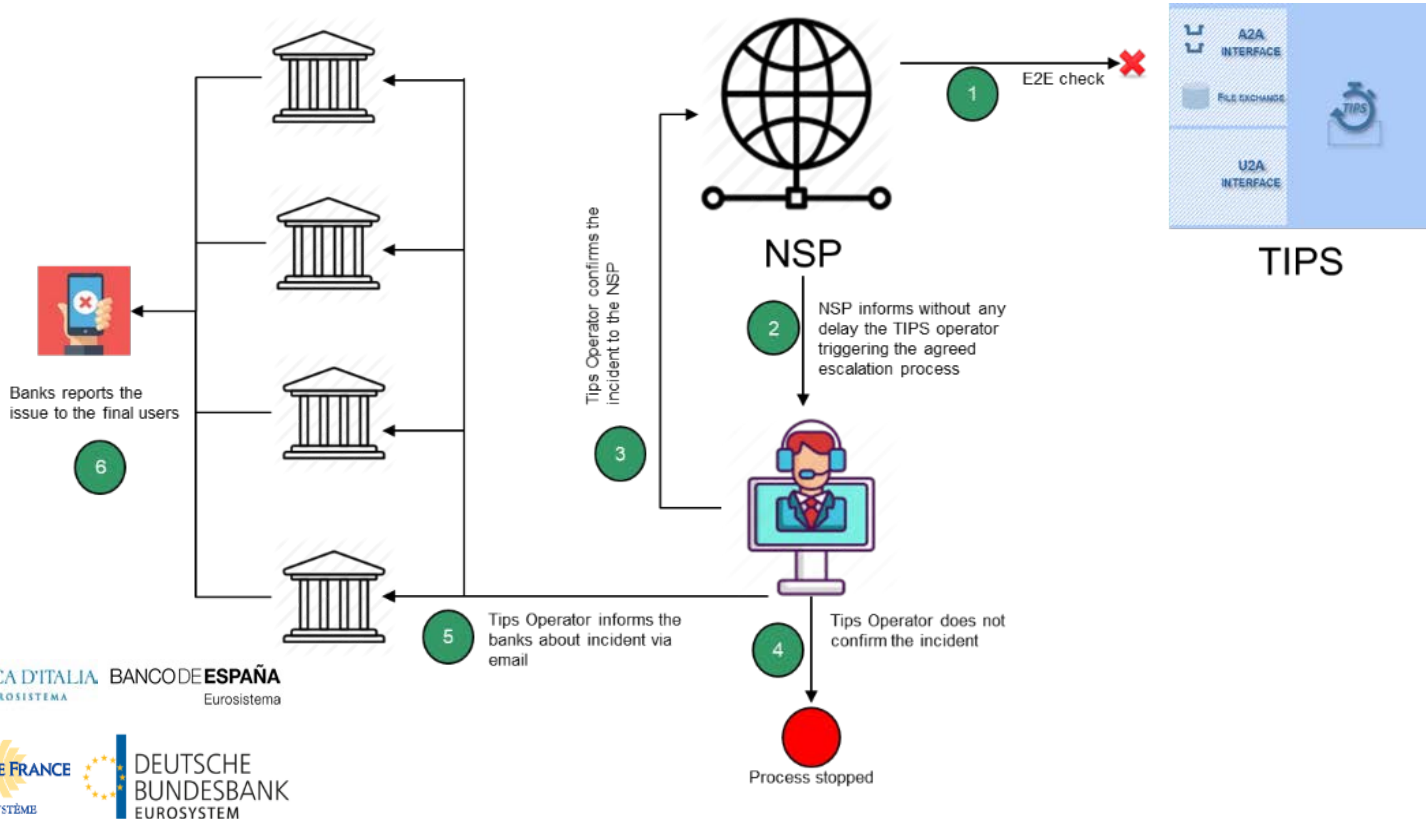 1
E2E check
A2A
INTERFACE
FILE EXCHANGE
TIPS
U2A
INTERFACE
NSP
TIPS
Tips Operator confirms the
incident to the NSP
2
NSP informs without any
delay the TIPS operator
triggering the agreed
escalation process
3
Banks reports the
issue to the final users
6
5
Tips Operator informs the
banks about incident via
email
4
Tips Operator does not
confirm the incident
Process stopped
CA D'ITALIA
ROSISTEMA
BANCODEESPAÑA
Eurosistema
E FRANCE
STÈME
DEUTSCHE
BUNDESBANK
EUROSYSTEM